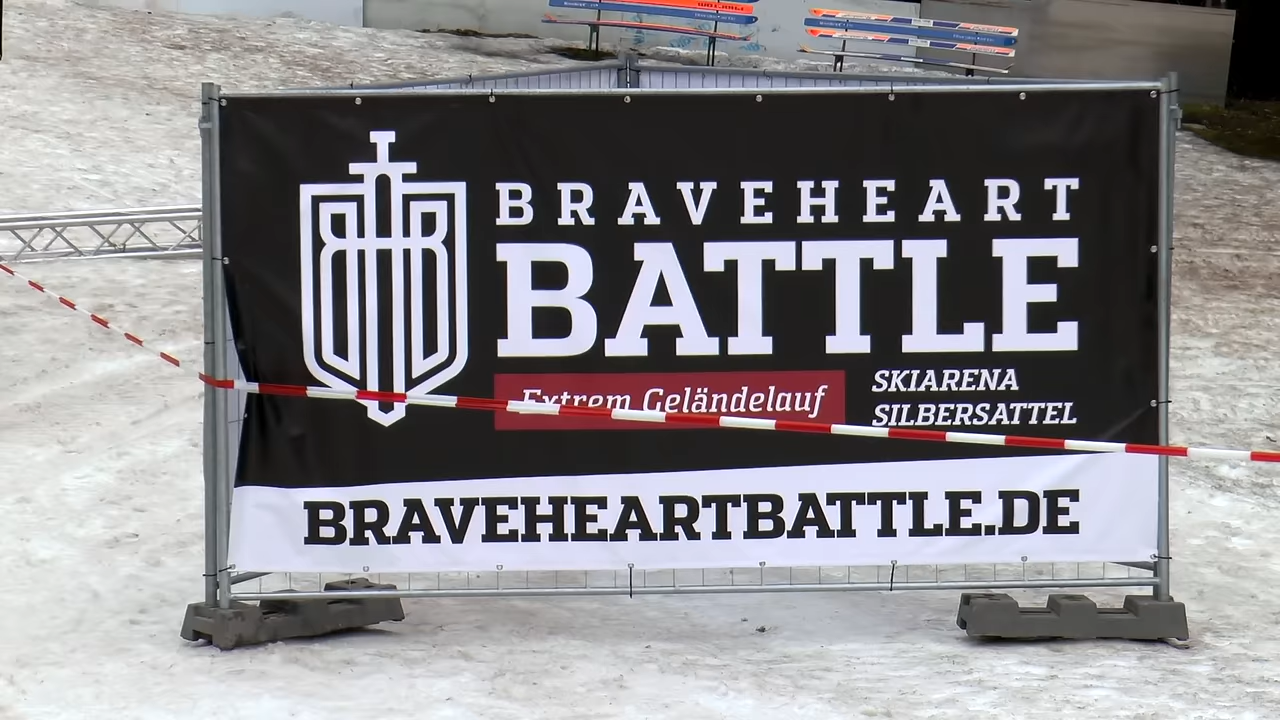 BRAVEHEART
BATTLE
Extrem Geländelauf
SKIARENA
SILBERSATTEL
BRAVEHEARTBATTLE.DE